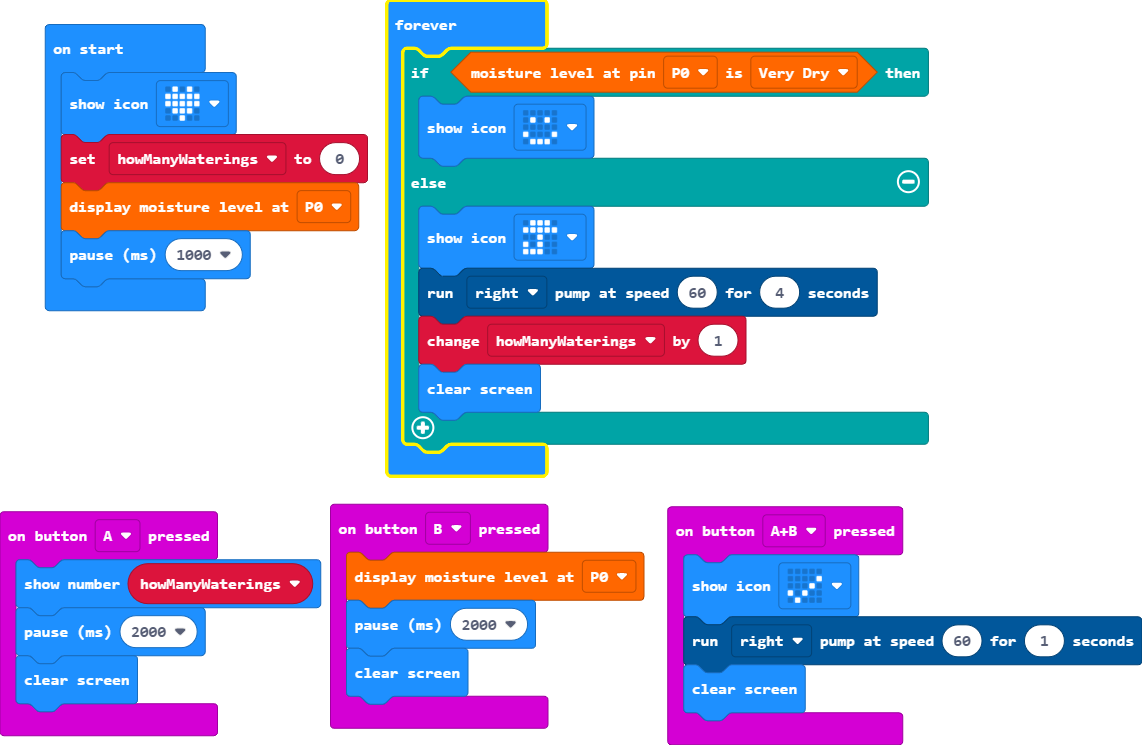 on start
show icon
set howManyWaterings to 0
display moisture level at P0
pause (ms) 1000
forever
if moisture level at pin P0 is Very Dry then
show icon
else
show icon
run right pump at speed 60 for 4 seconds
change howManyWaterings by 1
clear screen
on button A pressed
show number howManyWaterings
pause (ms) 2000
clear screen
on button B pressed
display moisture level at P0
pause (ms) 2000
clear screen
on button A+B pressed
show icon
run right pump at speed 60 for 1 seconds
clear screen